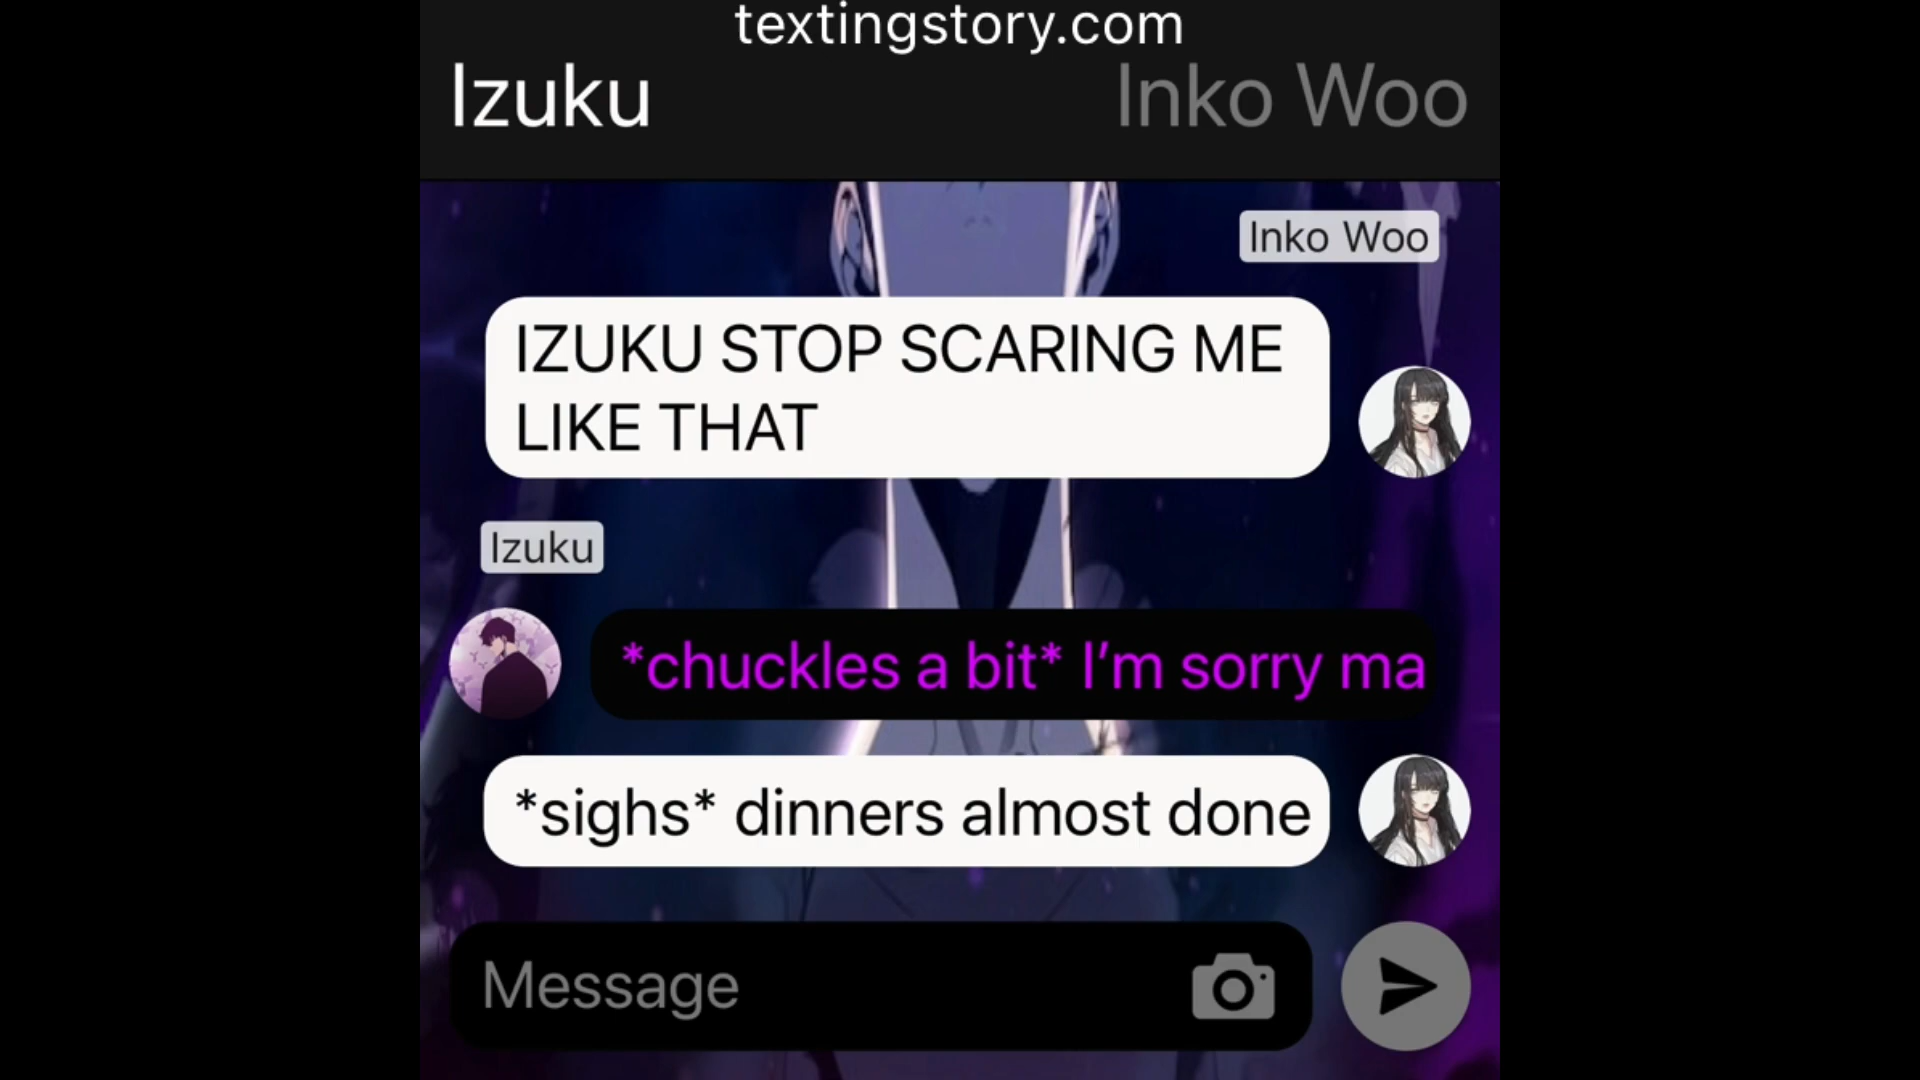 textingstory.com
Izuku
Inko Woo
Inko Woo
IZUKU STOP SCARING ME
LIKE THAT
Izuku
*chuckles a bit* I’m sorry ma
*sighs* dinners almost done
Message